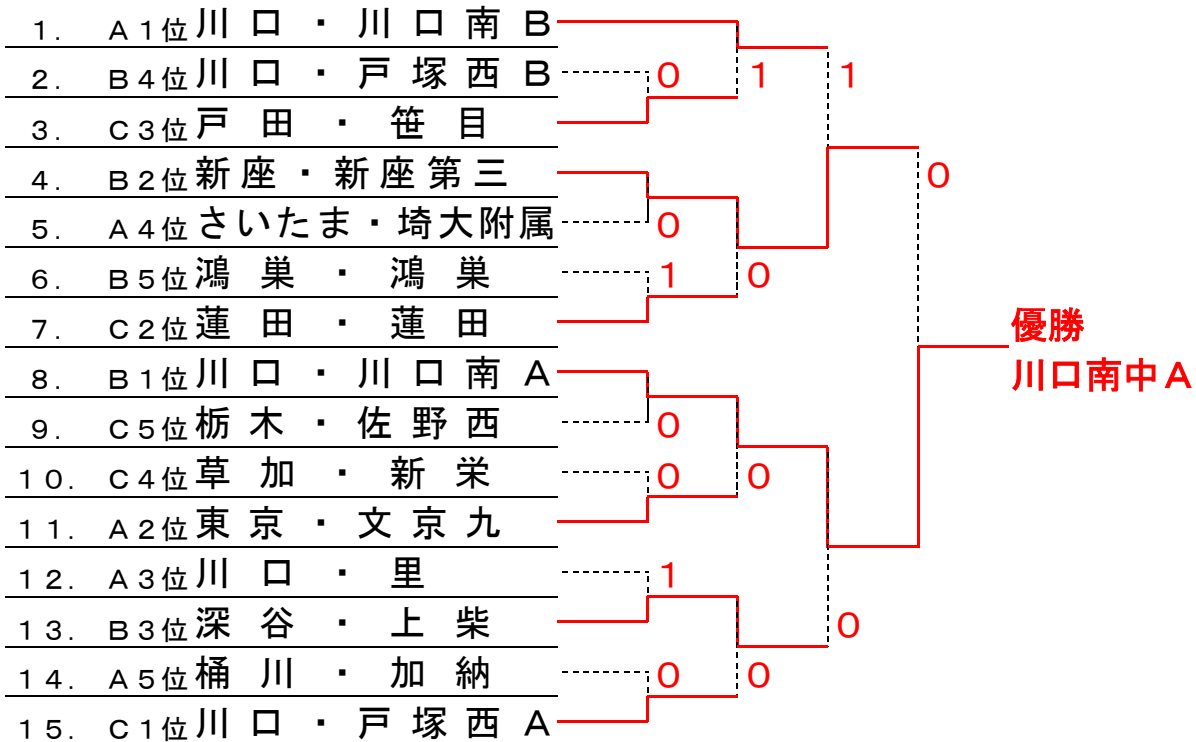 1. A1位 川口・川口南B
2. B4位 川口・戸塚西B
0 1 1
3. C3位 戸田・笹目
4. B2位 新座・新座第三
0
5. A4位 さいたま・埼大附属
0
6. B5位 鴻巣・鴻巣
1 0
7. C2位 蓮田・蓮田
優勝
8. B1位 川口・川口南A
川口南中A
9. C5位 栃木・佐野西
0
10. C4位 草加・新栄
0 0
11. A2位 東京・文京九
12. A3位 川口・里
1
13. B3位 深谷・上柴
0
14. A5位 桶川・加納
0 0
15. C1位 川口・戸塚西A